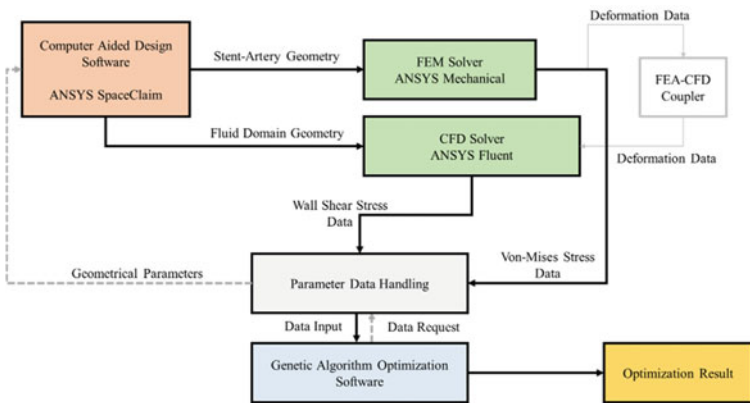 Deformation Data
Computer Aided Design
Software
ANSYS SpaceClaim
Stent-Artery Geometry
FEM Solver
ANSYS Mechanical
FEA-CFD
Coupler
Fluid Domain Geometry
CFD Solver
ANSYS Fluent
Deformation Data
Wall Shear Stress
Data
Von-Mises Stress
Data
Geometrical Parameters
Parameter Data Handling
Data Input
Data Request
Genetic Algorithm Optimization
Software
Optimization Result